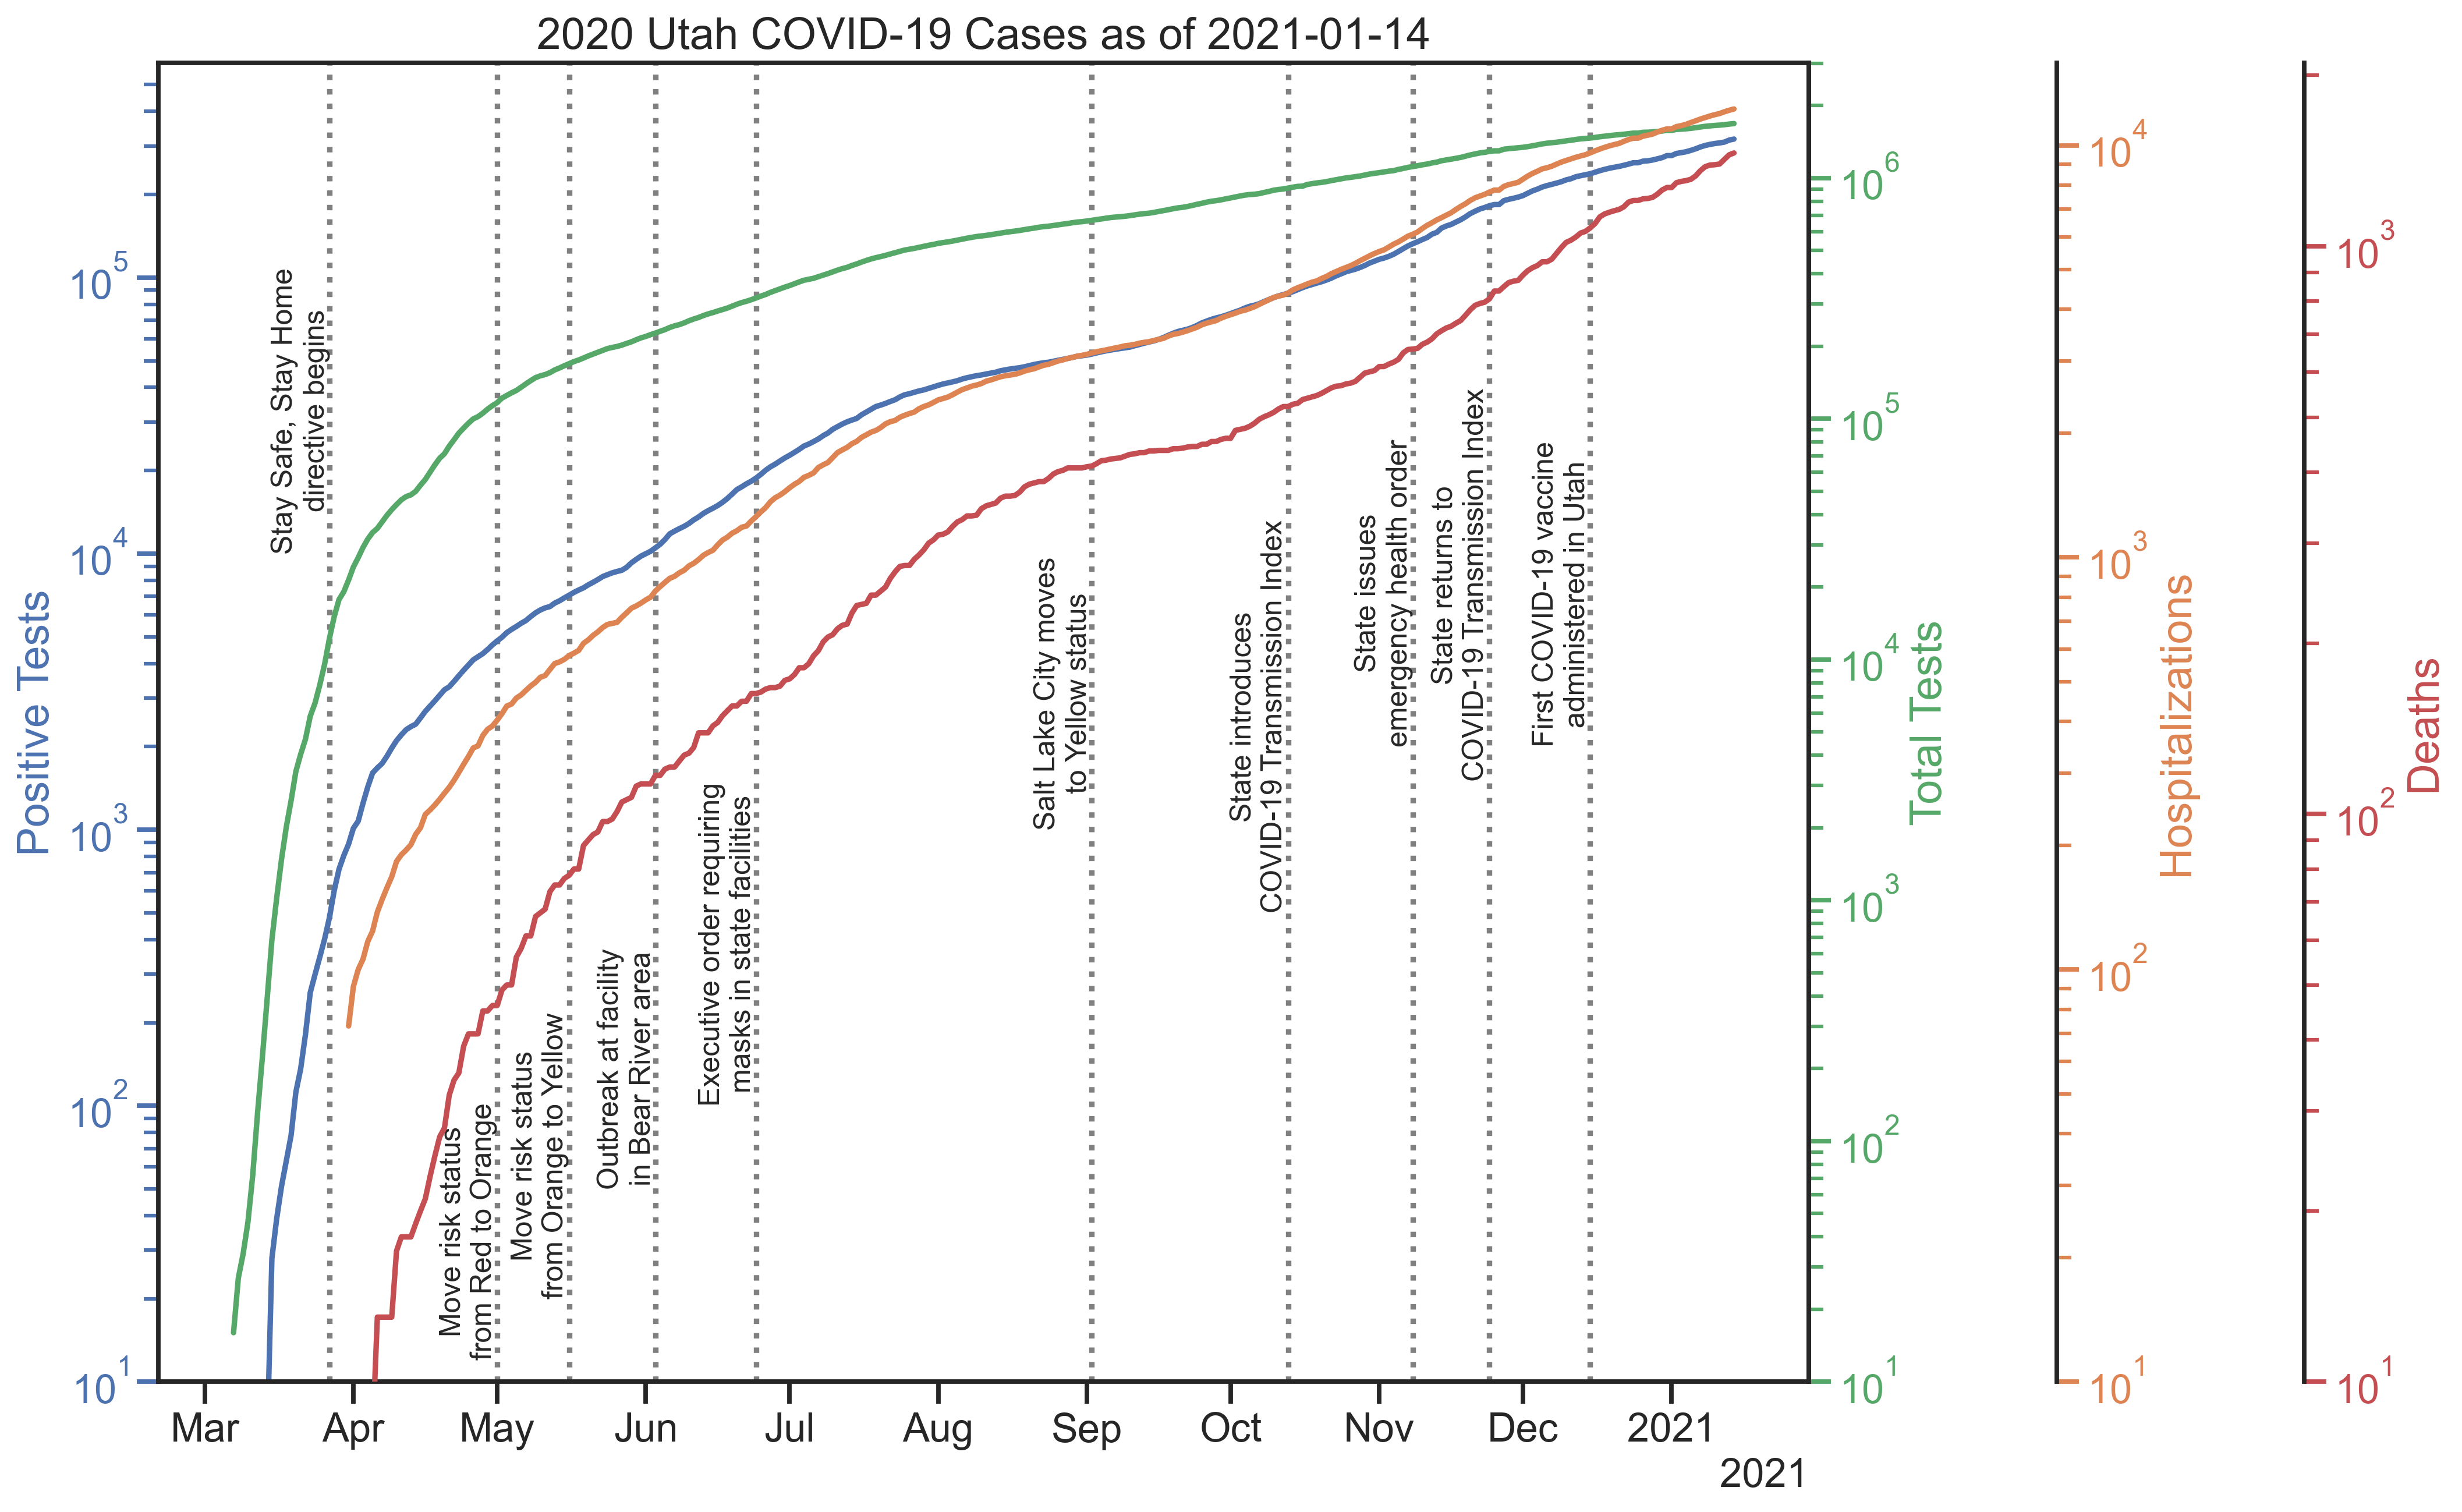 2020 Utah COVID-19 Cases as of 2021-01-14
Positive Tests
10^5
10^4
10^3
10^2
10^1
Stay Safe, Stay Home
directive begins
Move risk status
from Red to Orange
Move risk status
from Orange to Yellow
Outbreak at facility
in Bear River area
Executive order requiring
masks in state facilities
Salt Lake City moves
to Yellow status
State introduces
COVID-19 Transmission Index
State issues
emergency health order
State returns to
COVID-19 Transmission Index
First COVID-19 vaccine
administered in Utah
10^6
10^5
10^4
10^3
10^2
10^1
Total Tests
10^4
10^3
10^2
10^1
Hospitalizations
10^3
10^2
10^1
Deaths
Mar Apr May Jun Jul Aug Sep Oct Nov Dec 2021
2021